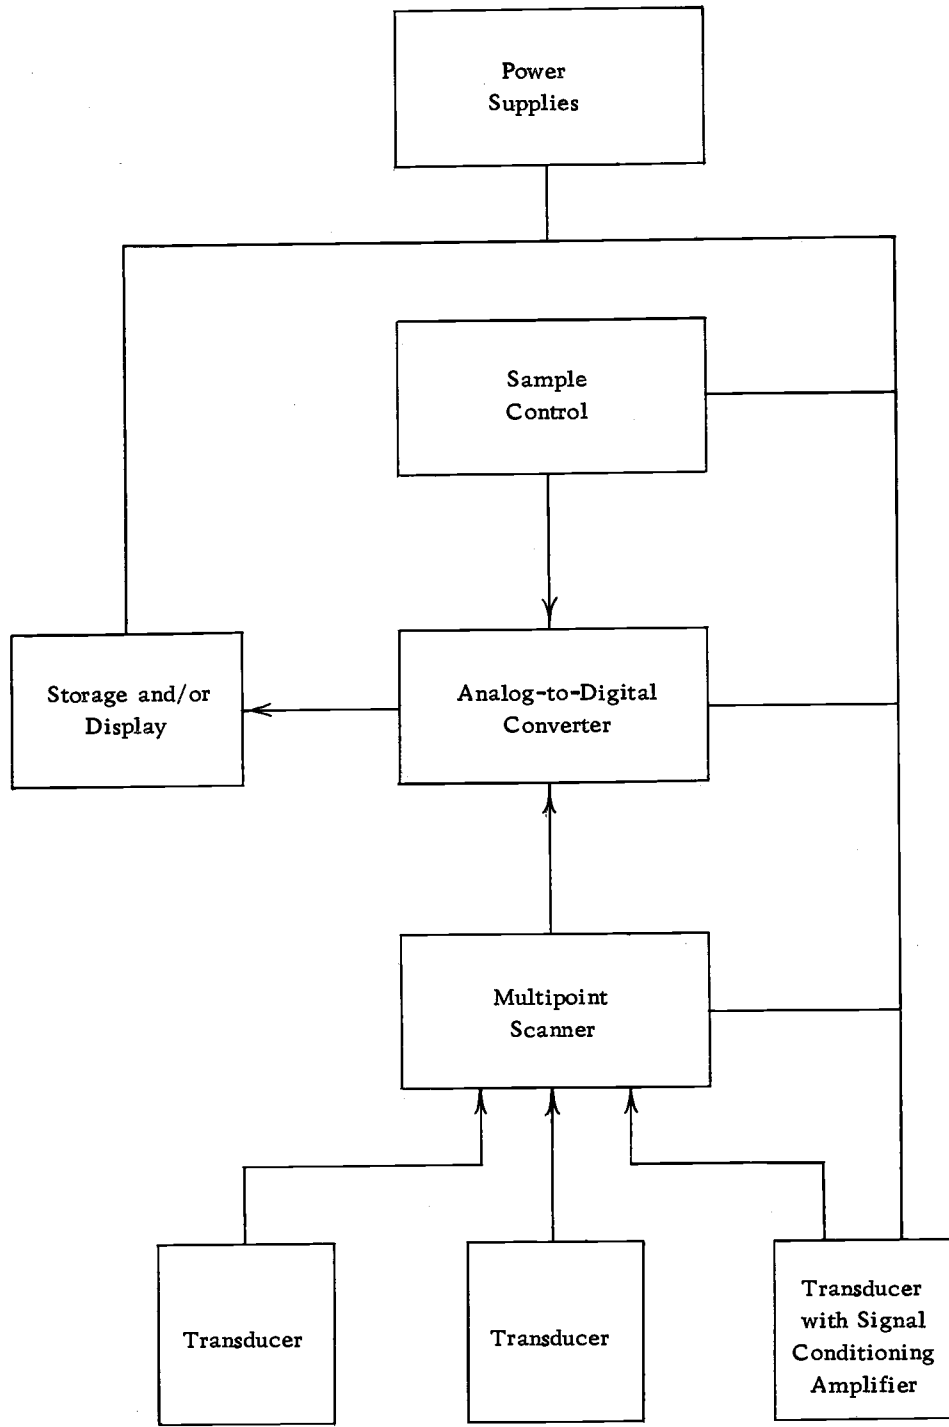 Power
Supplies
Sample
Control
Storage and/or
Display
Analog-to-Digital
Converter
Multipoint
Scanner
Transducer
Transducer
Transducer
with Signal
Conditioning
Amplifier